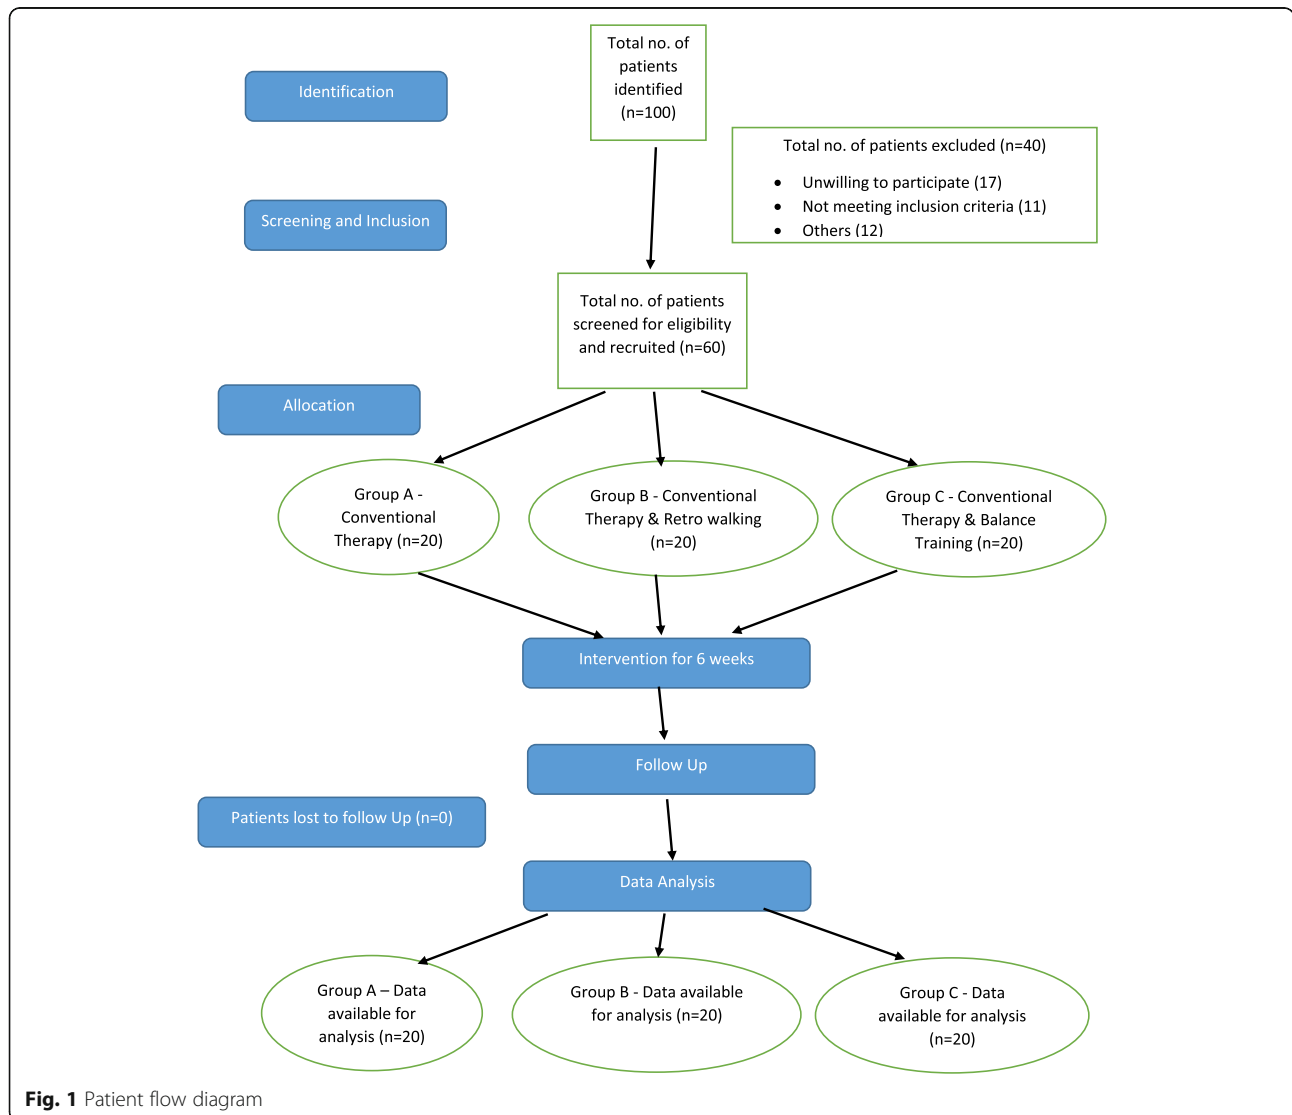 Total no. of
patients
identified
(n=100)
Identification
Total no. of patients excluded (n=40)
• Unwilling to participate (17)
• Not meeting inclusion criteria (11)
• Others (12)
Screening and Inclusion
Total no. of patients
screened for eligibility
and recruited (n=60)
Allocation
Group A -
Conventional
Therapy (n=20)
Group B - Conventional
Therapy & Retro walking
(n=20)
Group C - Conventional
Therapy & Balance
Training (n=20)
Intervention for 6 weeks
Follow Up
Patients lost to follow Up (n=0)
Data Analysis
Group A – Data
available for
analysis (n=20)
Group B - Data available
for analysis (n=20)
Group C - Data
available for analysis
(n=20)
Fig. 1 Patient flow diagram